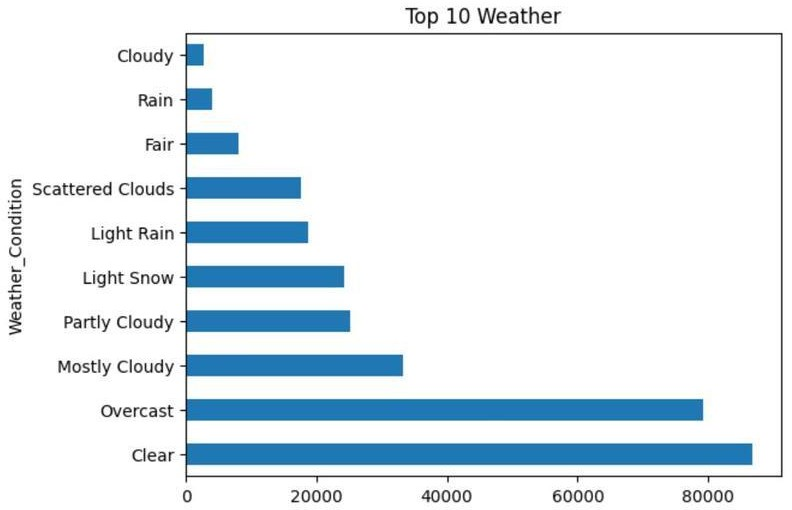 Top 10 Weather
Weather_Condition
Cloudy
Rain
Fair
Scattered Clouds
Light Rain
Light Snow
Partly Cloudy
Mostly Cloudy
Overcast
Clear
0 20000 40000 60000 80000